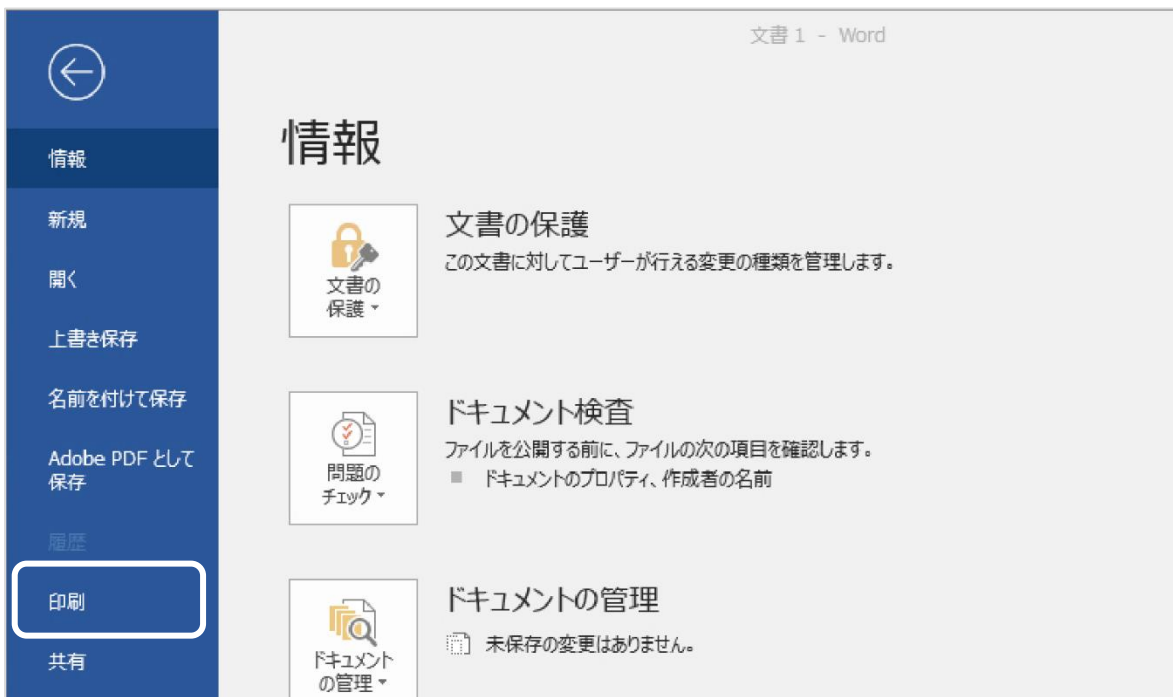 文書 1 - Word
情報
新規
開く
上書き保存
名前を付けて保存
Adobe PDF として
保存
履歴
印刷
共有
情報
文書の
保護
文書の保護
この文書に対してユーザーが行える変更の種類を管理します。
問題の
チェック
ドキュメント検査
ファイルを公開する前に、ファイルの次の項目を確認します。
ドキュメントのプロパティ、作成者の名前
ドキュメント
の管理
ドキュメントの管理
未保存の変更はありません。